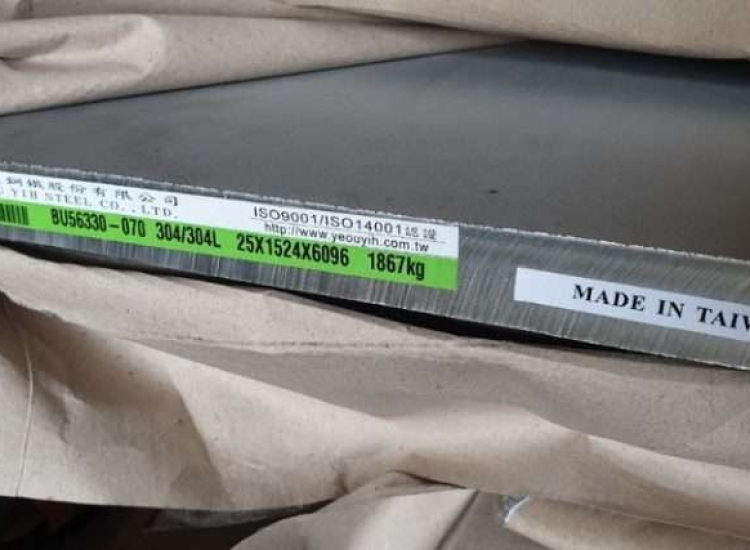 鋼鐵股份有限公司
YIH STEEL CO.,LTD.
ISO9001/ISO14001認證
http://www.yeouyih.com.tw
BU56330-070 304/304L 25X1524X6096 1867kg
MADE IN TAIW